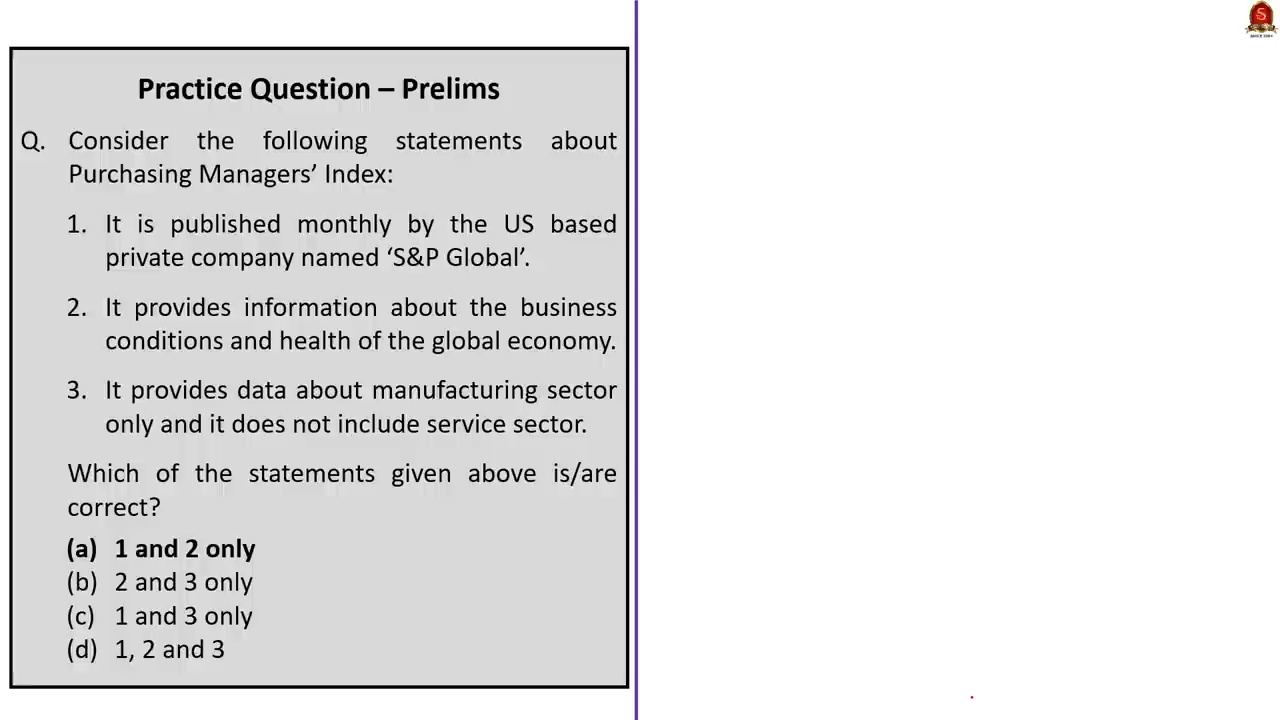 Practice Question – Prelims
Q. Consider the following statements about
Purchasing Managers’ Index:
1. It is published monthly by the US based
private company named ‘S&P Global’.
2. It provides information about the business
conditions and health of the global economy.
3. It provides data about manufacturing sector
only and it does not include service sector.
Which of the statements given above is/are
correct?
(a) 1 and 2 only
(b) 2 and 3 only
(c) 1 and 3 only
(d) 1, 2 and 3
S